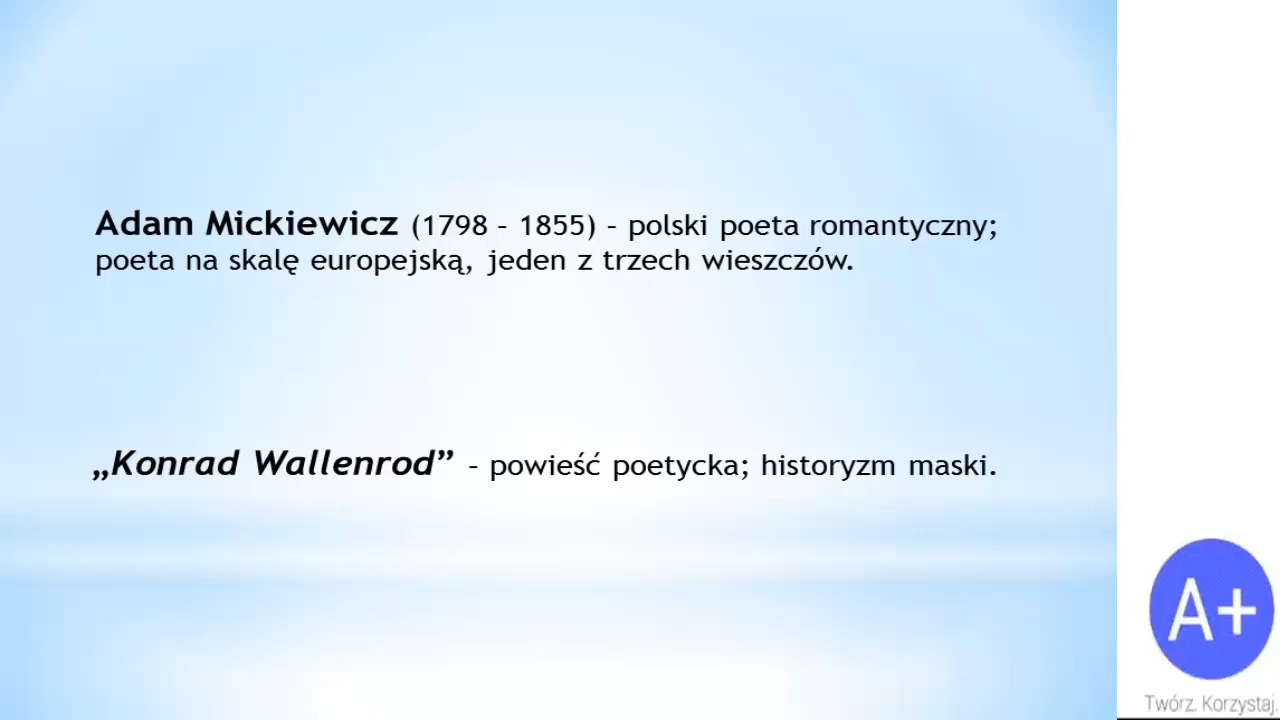 Adam Mickiewicz (1798 – 1855) – polski poeta romantyczny;
poeta na skalę europejską, jeden z trzech wieszczów.
„Konrad Wallenrod” – powieść poetycka; historyzm maski.
A+
Twórz. Korzystaj.